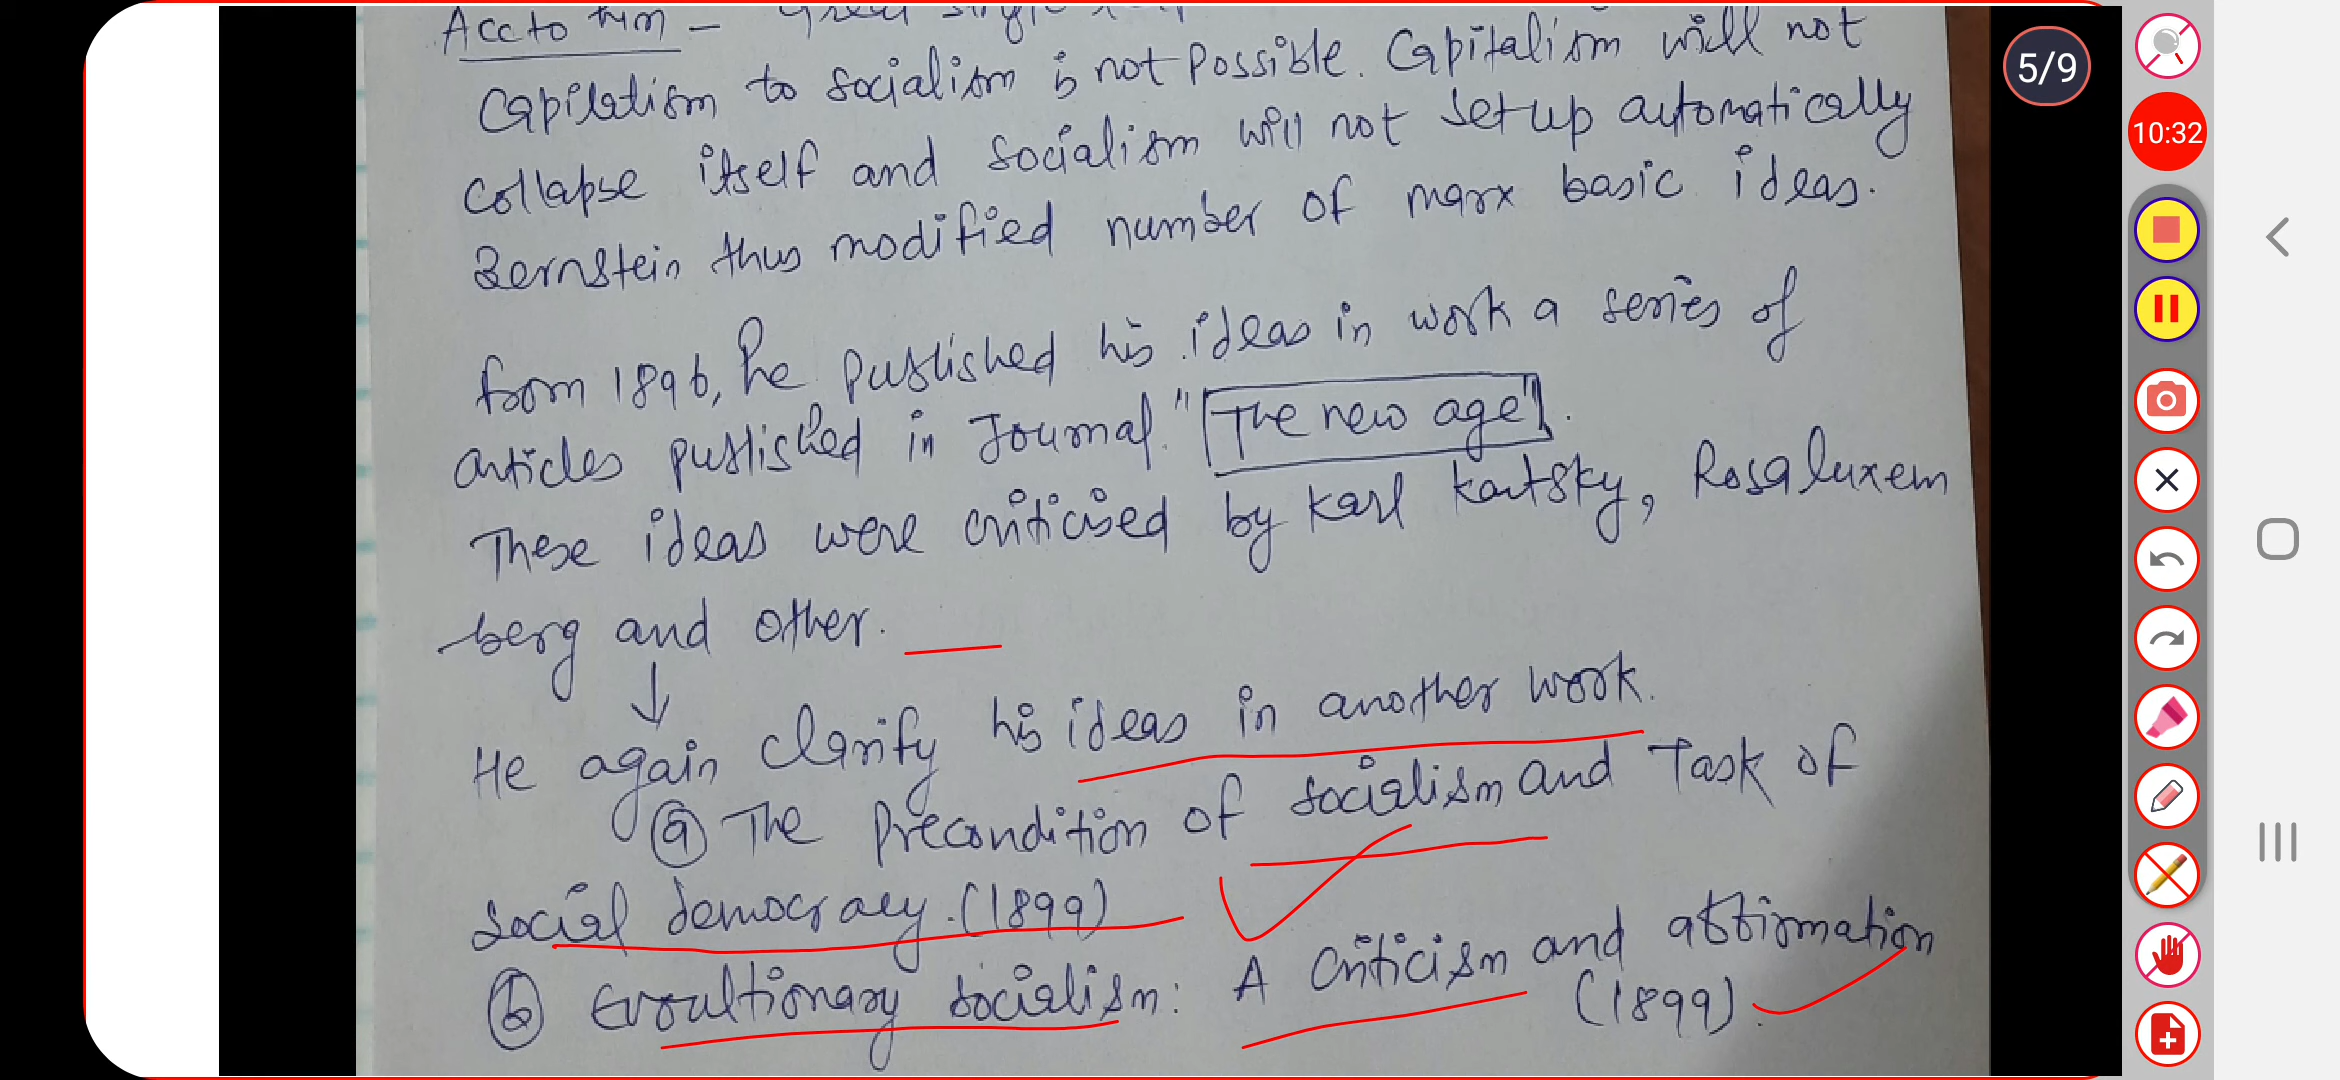 Acc to him –
Capiletism to socialism is not possible. Capitalism will not
collapse itself and socialism will not set up automatically
Bernstein thus modified number of marx basic ideas.
from 1896, he published his ideas in work a series of
articles published in Journal "The new age".
These ideas were criticised by Karl Kautsky, Rosa luxem
berg and other.
↓
He again clarify his ideas in another work.
(a) The precondition of socialism and Task of
social democracy. (1899)
(b) Evoultionary socialism: A criticism and affirmation
(1899).
5/9
10:32